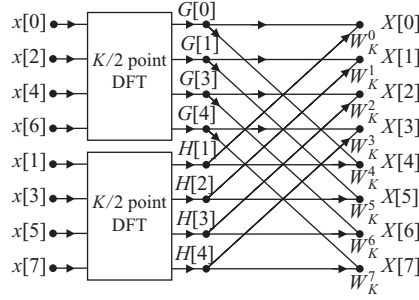 x[0] G[0] X[0]
W_K^0
x[2] K/2 point DFT G[1] X[1]
W_K^1
x[4] G[3] X[2]
W_K^2
x[6] G[4] X[3]
W_K^3
x[1] H[1] X[4]
W_K^4
x[3] K/2 point DFT H[2] X[5]
W_K^5
x[5] H[3] X[6]
W_K^6
x[7] H[4] X[7]
W_K^7